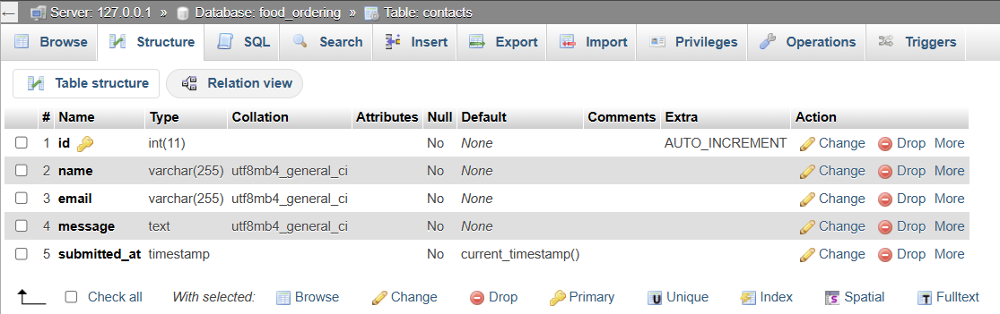 Server: 127.0.0.1 » Database: food_ordering » Table: contacts
Browse Structure SQL Search Insert Export Import Privileges Operations Triggers
Table structure Relation view
# Name Type Collation Attributes Null Default Comments Extra Action
1 id int(11) No None AUTO_INCREMENT Change Drop More
2 name varchar(255) utf8mb4_general_ci No None Change Drop More
3 email varchar(255) utf8mb4_general_ci No None Change Drop More
4 message text utf8mb4_general_ci No None Change Drop More
5 submitted_at timestamp No current_timestamp() Change Drop More
Check all With selected: Browse Change Drop Primary Unique Index Spatial Fulltext